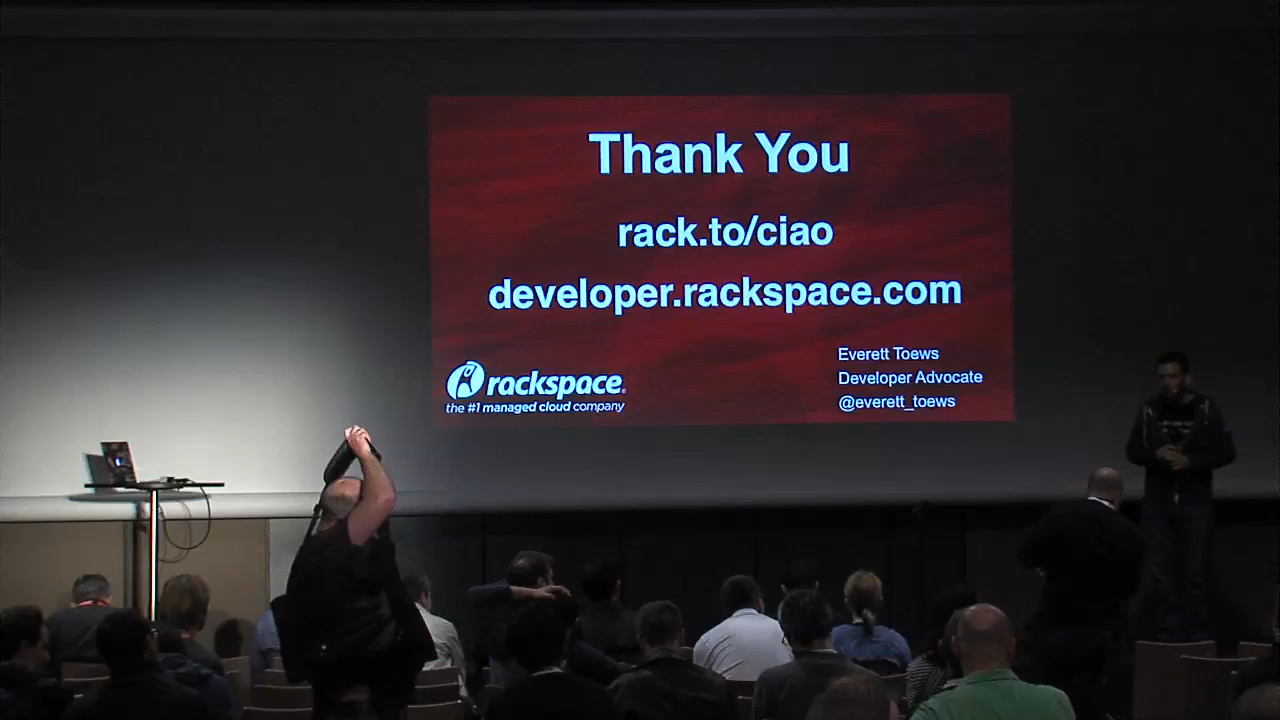 Thank You
rack.to/ciao
developer.rackspace.com
Everett Toews
Developer Advocate
@everett_toews
rackspace.
the #1 managed cloud company